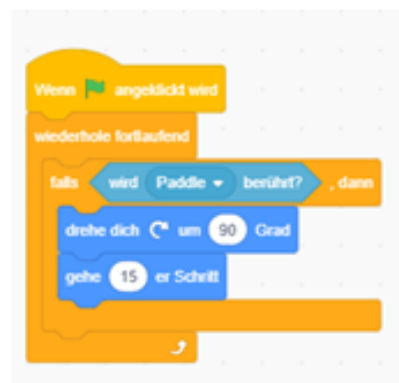 Wenn angeklickt wird
wiederhole fortlaufend
falls wird Paddle berührt? , dann
drehe dich um 90 Grad
gehe 15 er Schritt